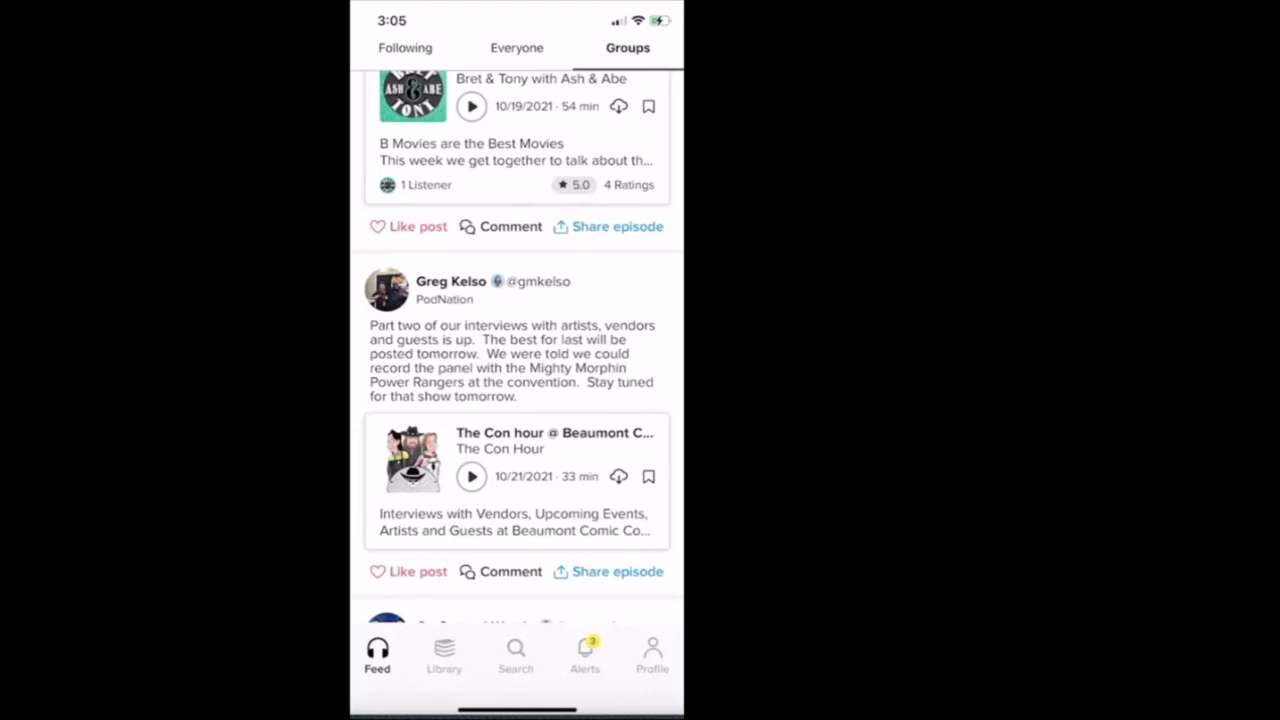 3:05
Following Everyone Groups
BRET
ASH & ABE
TONY
Bret & Tony with Ash & Abe
10/19/2021 · 54 min
B Movies are the Best Movies
This week we get together to talk about th...
1 Listener ★ 5.0 4 Ratings
Like post Comment Share episode
Greg Kelso @gmkelso
PodNation
Part two of our interviews with artists, vendors
and guests is up. The best for last will be
posted tomorrow. We were told we could
record the panel with the Mighty Morphin
Power Rangers at the convention. Stay tuned
for that show tomorrow.
The Con hour @ Beaumont C...
The Con Hour
10/21/2021 · 33 min
Interviews with Vendors, Upcoming Events,
Artists and Guests at Beaumont Comic Co...
Like post Comment Share episode
3
Feed Library Search Alerts Profile